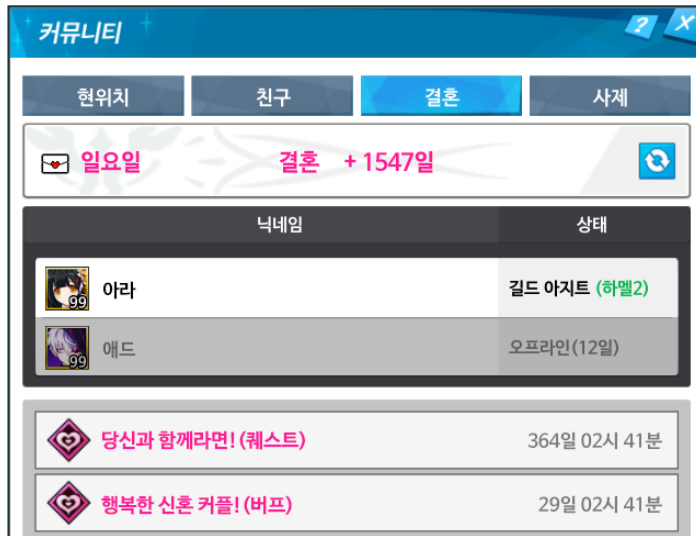 커뮤니티 ? X
현위치 친구 결혼 사제
일요일 결혼 + 1547일
닉네임 상태
99 아라 길드 아지트 (하멜2)
99 애드 오프라인(12일)
당신과 함께라면! (퀘스트) 364일 02시 41분
행복한 신혼 커플! (버프) 29일 02시 41분